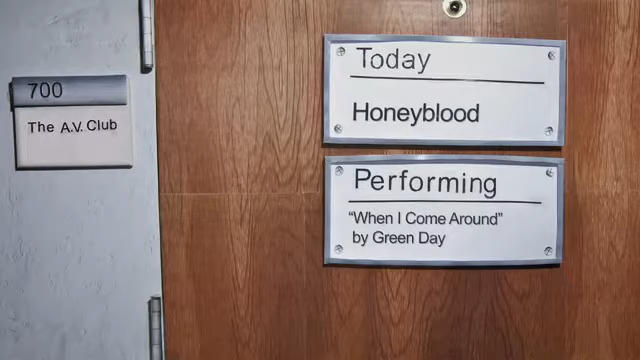 700
The A.V. Club
Today
Honeyblood
Performing
“When I Come Around”
by Green Day